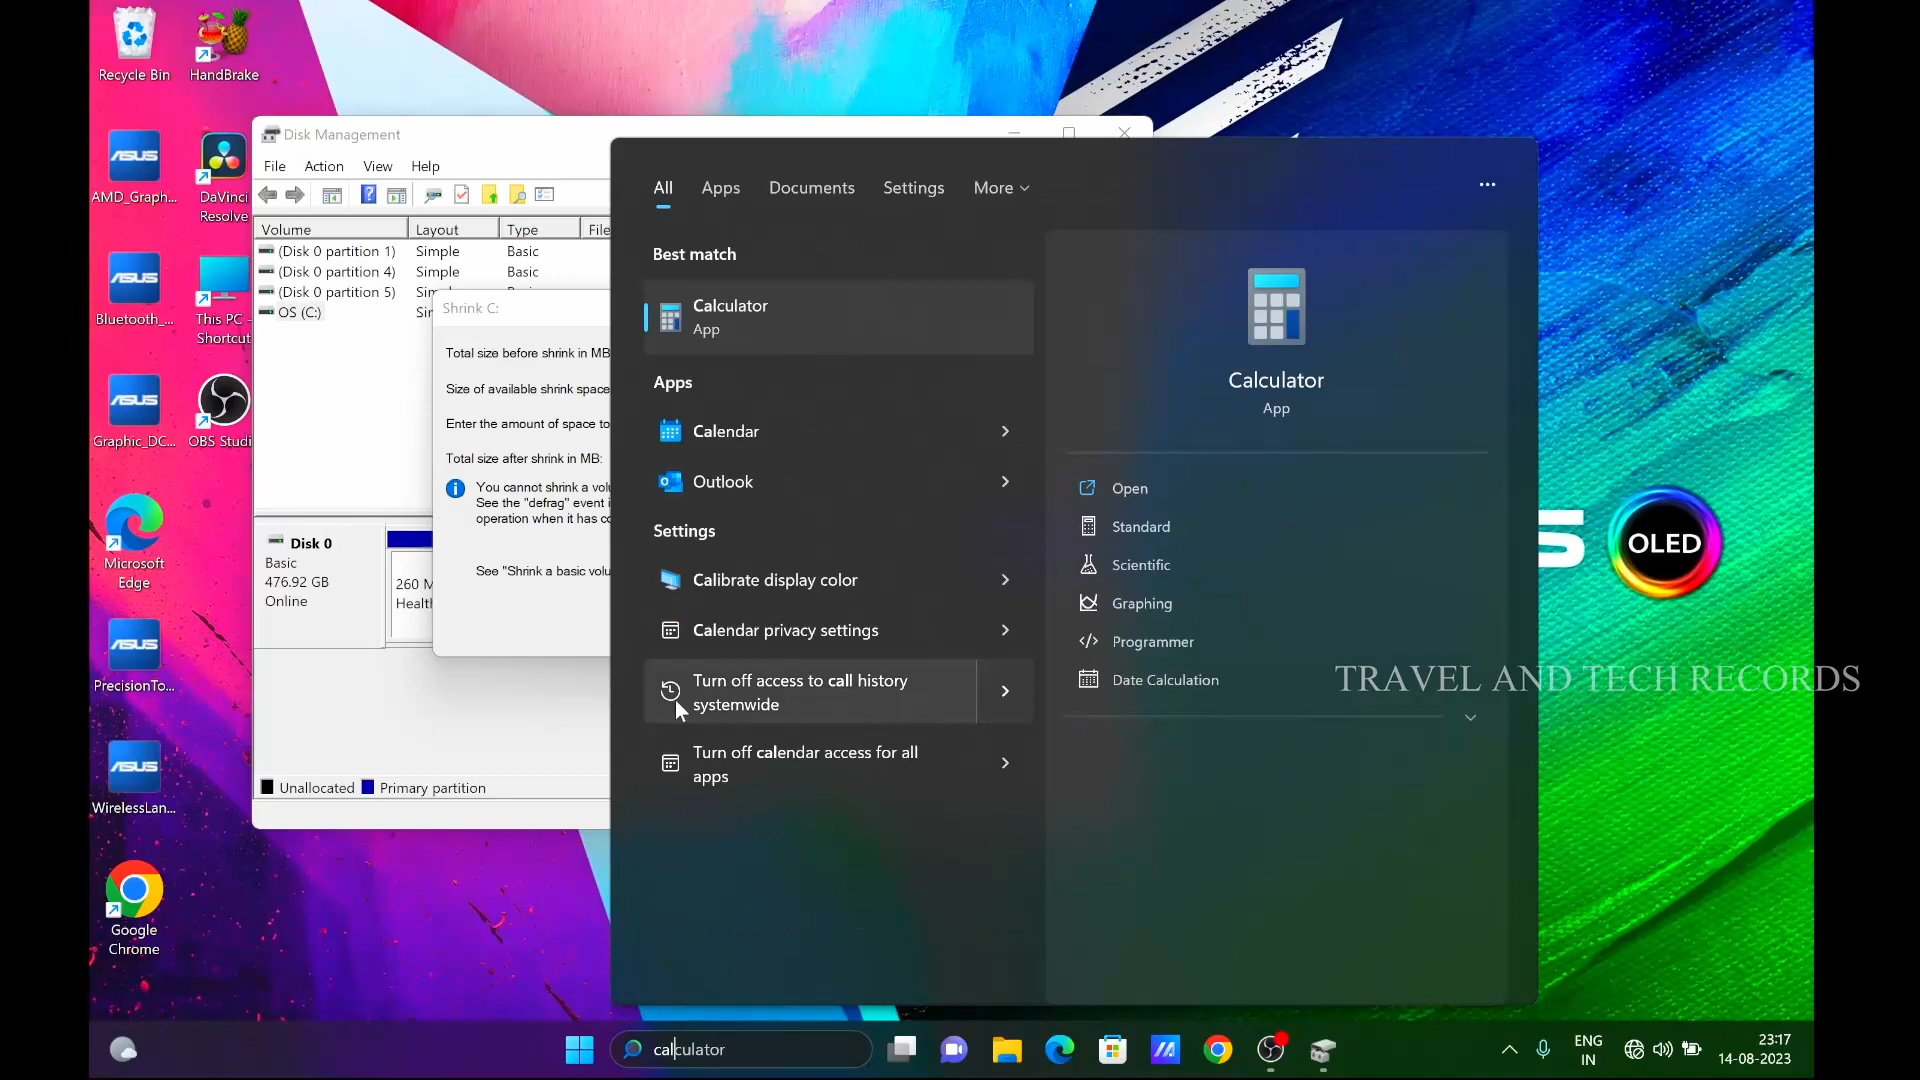 Recycle Bin
HandBrake
AMD_Graph...
DaVinci
Resolve
Bluetooth_...
This PC -
Shortcut
Graphic_DC...
OBS Studi
Microsoft
Edge
PrecisionTo...
WirelessLan...
Google
Chrome
Disk Management
File Action View Help
Volume Layout Type File
(Disk 0 partition 1) Simple Basic
(Disk 0 partition 4) Simple Basic
(Disk 0 partition 5)
OS (C:)
Shrink C:
Total size before shrink in MB
Size of available shrink space
Enter the amount of space to
Total size after shrink in MB:
You cannot shrink a volu
See the "defrag" event i
operation when it has co
See "Shrink a basic volu
Disk 0
Basic
476.92 GB
Online
260 M
Health
Unallocated Primary partition
All Apps Documents Settings More
Best match
Calculator
App
Apps
Calendar
Outlook
Settings
Calibrate display color
Calendar privacy settings
Turn off access to call history
systemwide
Turn off calendar access for all
apps
Calculator
App
Open
Standard
Scientific
Graphing
Programmer
Date Calculation
OLED
TRAVEL AND TECH RECORDS
calculator
ENG
IN
23:17
14-08-2023